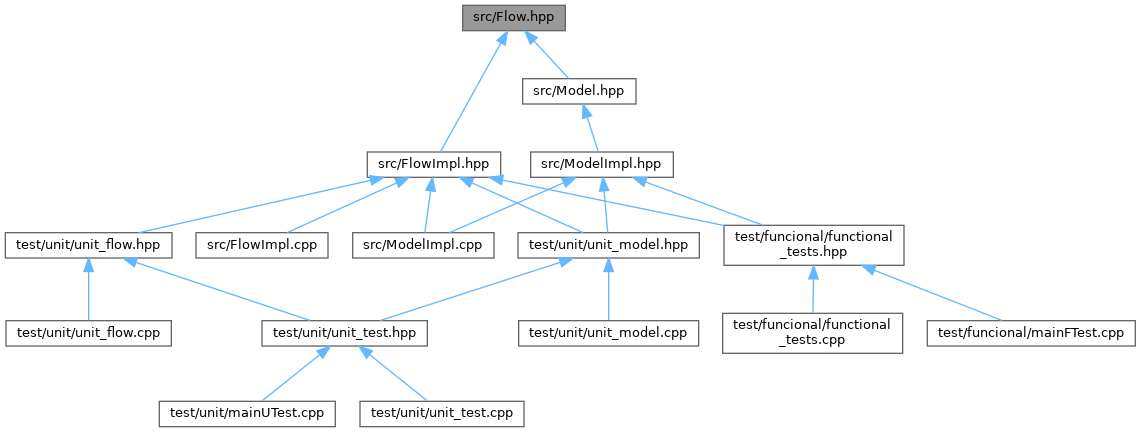 src/Flow.hpp
src/Model.hpp
src/FlowImpl.hpp
src/ModelImpl.hpp
test/unit/unit_flow.hpp
src/FlowImpl.cpp
src/ModelImpl.cpp
test/unit/unit_model.hpp
test/funcional/functional
_tests.hpp
test/unit/unit_flow.cpp
test/unit/unit_test.hpp
test/unit/unit_model.cpp
test/funcional/functional
_tests.cpp
test/funcional/mainFTest.cpp
test/unit/mainUTest.cpp
test/unit/unit_test.cpp